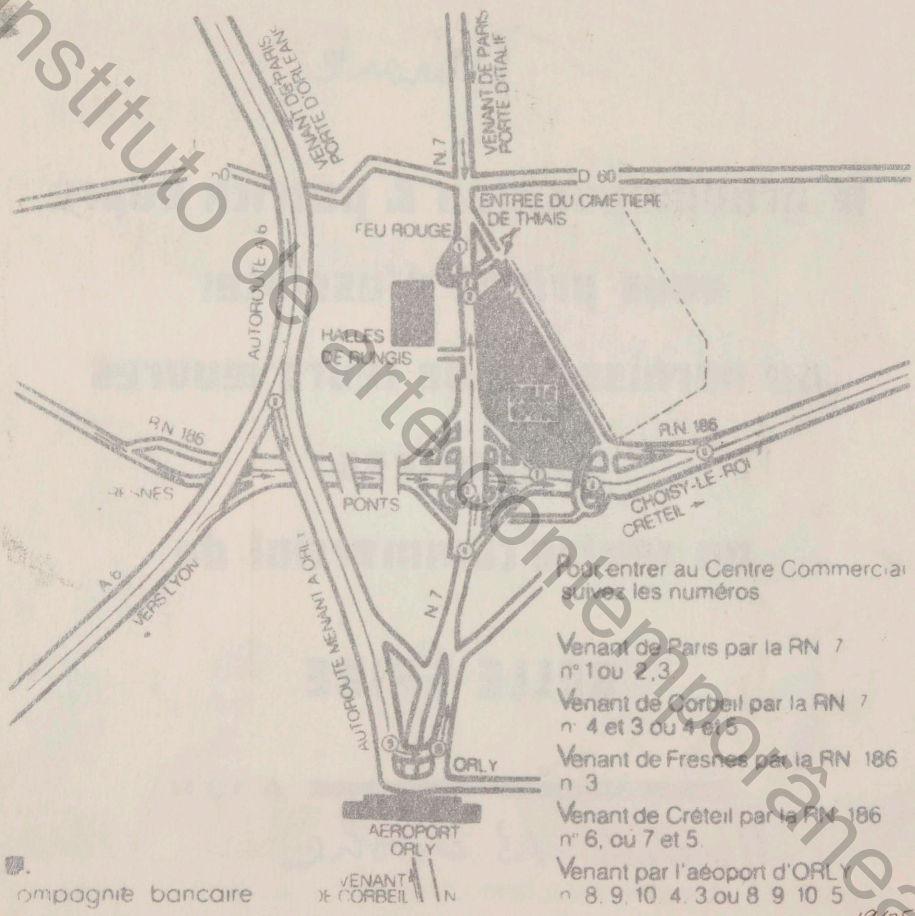 VENANT DE PARIS
PORTE D'ORLEANS
VENANT DE PARIS
PORTE D'ITALIE
N.7
D 60
ENTREE DU CIMETIERE
DE THIAIS
FEU ROUGE
AUTOROUTE A 6
HALLES
DE RUNGIS
R.N 186
R.N. 186
PONTS
CHOISY-LE-ROI
CRETEIL
A 6
VERS LYON
N 7
AUTOROUTE MENANT A ORLY
ORLY
AEROPORT
ORLY
VENANT
DE CORBEIL N
Pour entrer au Centre Commercial
suivez les numéros
Venant de Paris par la RN 7
n° 1 ou 2,3
Venant de Corbeil par la RN 7
n° 4 et 3 ou 4 et 5
Venant de Fresnes par la RN 186
n 3
Venant de Créteil par la RN 186
n° 6, ou 7 et 5.
Venant par l'aéoport d'ORLY
n 8. 9. 10 4. 3 ou 8 9 10 5
ompagnie bancaire
Instituto de arte contemporânea